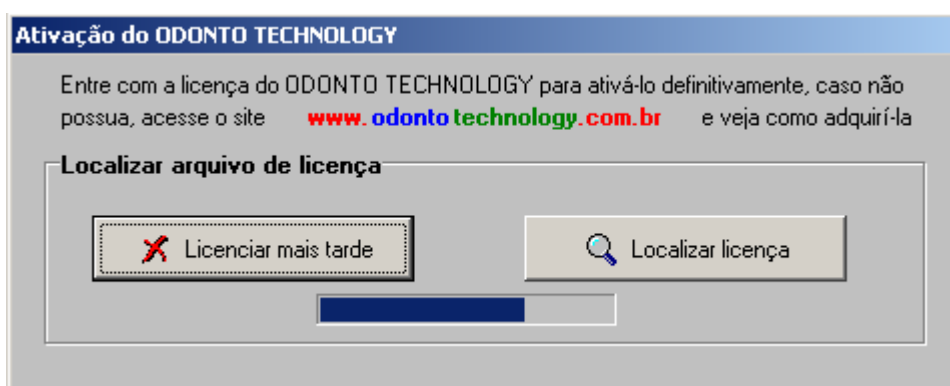 Ativação do ODONTO TECHNOLOGY
Entre com a licença do ODONTO TECHNOLOGY para ativá-lo definitivamente, caso não
possua, acesse o site www.odontotechnology.com.br e veja como adquirí-la
Localizar arquivo de licença
Licenciar mais tarde Localizar licença